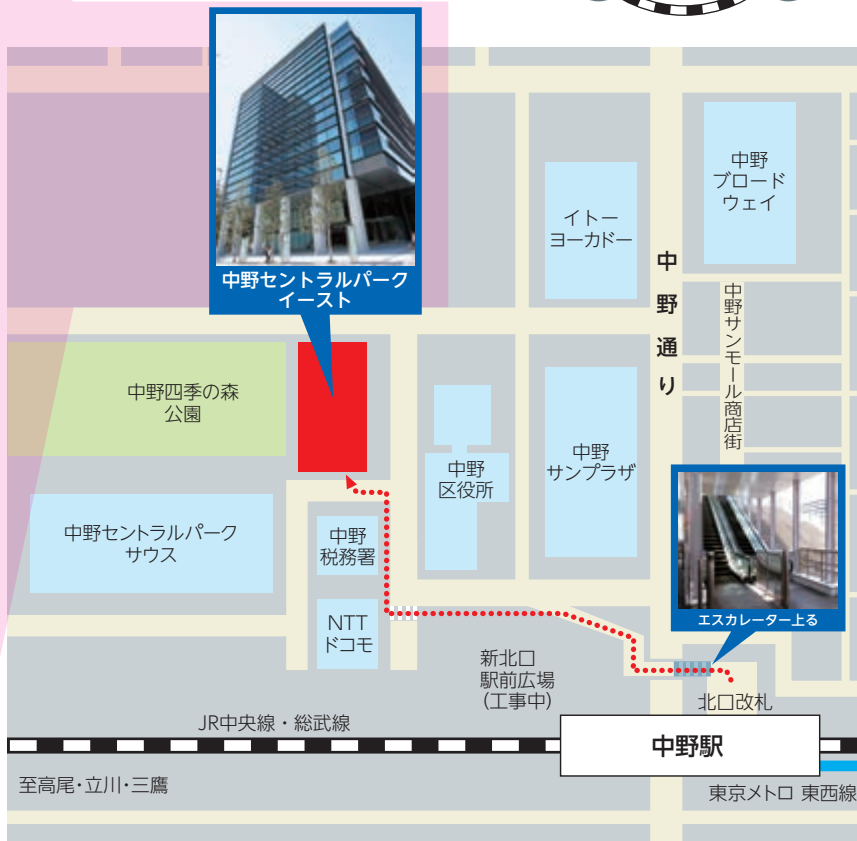 中野セントラルパーク
イースト
中野
ブロード
ウェイ
イトー
ヨーカドー
中野通り
中野サンモール商店街
中野四季の森
公園
中野
区役所
中野
サンプラザ
中野セントラルパーク
サウス
中野
税務署
エスカレーター上る
NTT
ドコモ
新北口
駅前広場
（工事中）
北口改札
JR中央線・総武線
中野駅
至高尾・立川・三鷹
東京メトロ 東西線